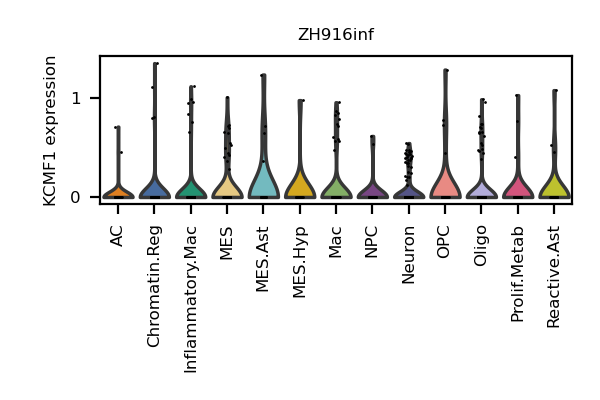 ZH916inf
KCMF1 expression
1
0
AC
Chromatin.Reg
Inflammatory.Mac
MES
MES.Ast
MES.Hyp
Mac
NPC
Neuron
OPC
Oligo
Prolif.Metab
Reactive.Ast